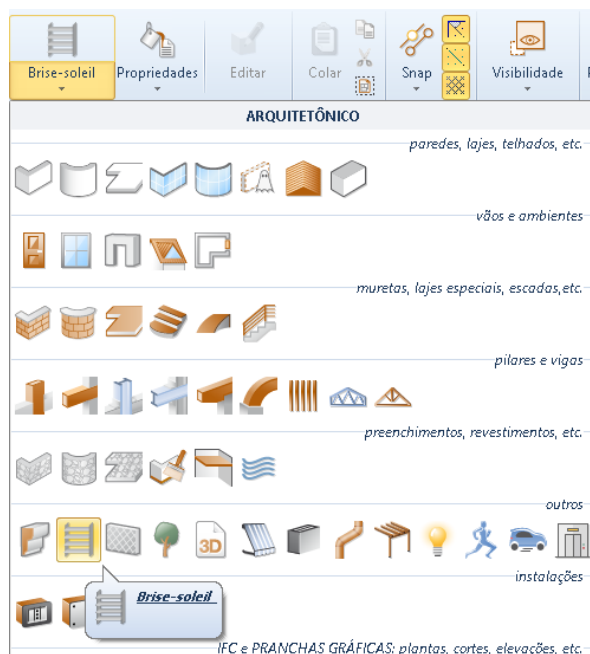 Brise-soleil
Propriedades
Editar
Colar
Snap
Visibilidade
ARQUITETÔNICO
paredes, lajes, telhados, etc.
vãos e ambientes
muretas, lajes especiais, escadas,etc.
pilares e vigas
preenchimentos, revestimentos, etc.
outros
3D
instalações
Brise-soleil
IFC e PRANCHAS GRÁFICAS: plantas, cortes, elevações, etc.